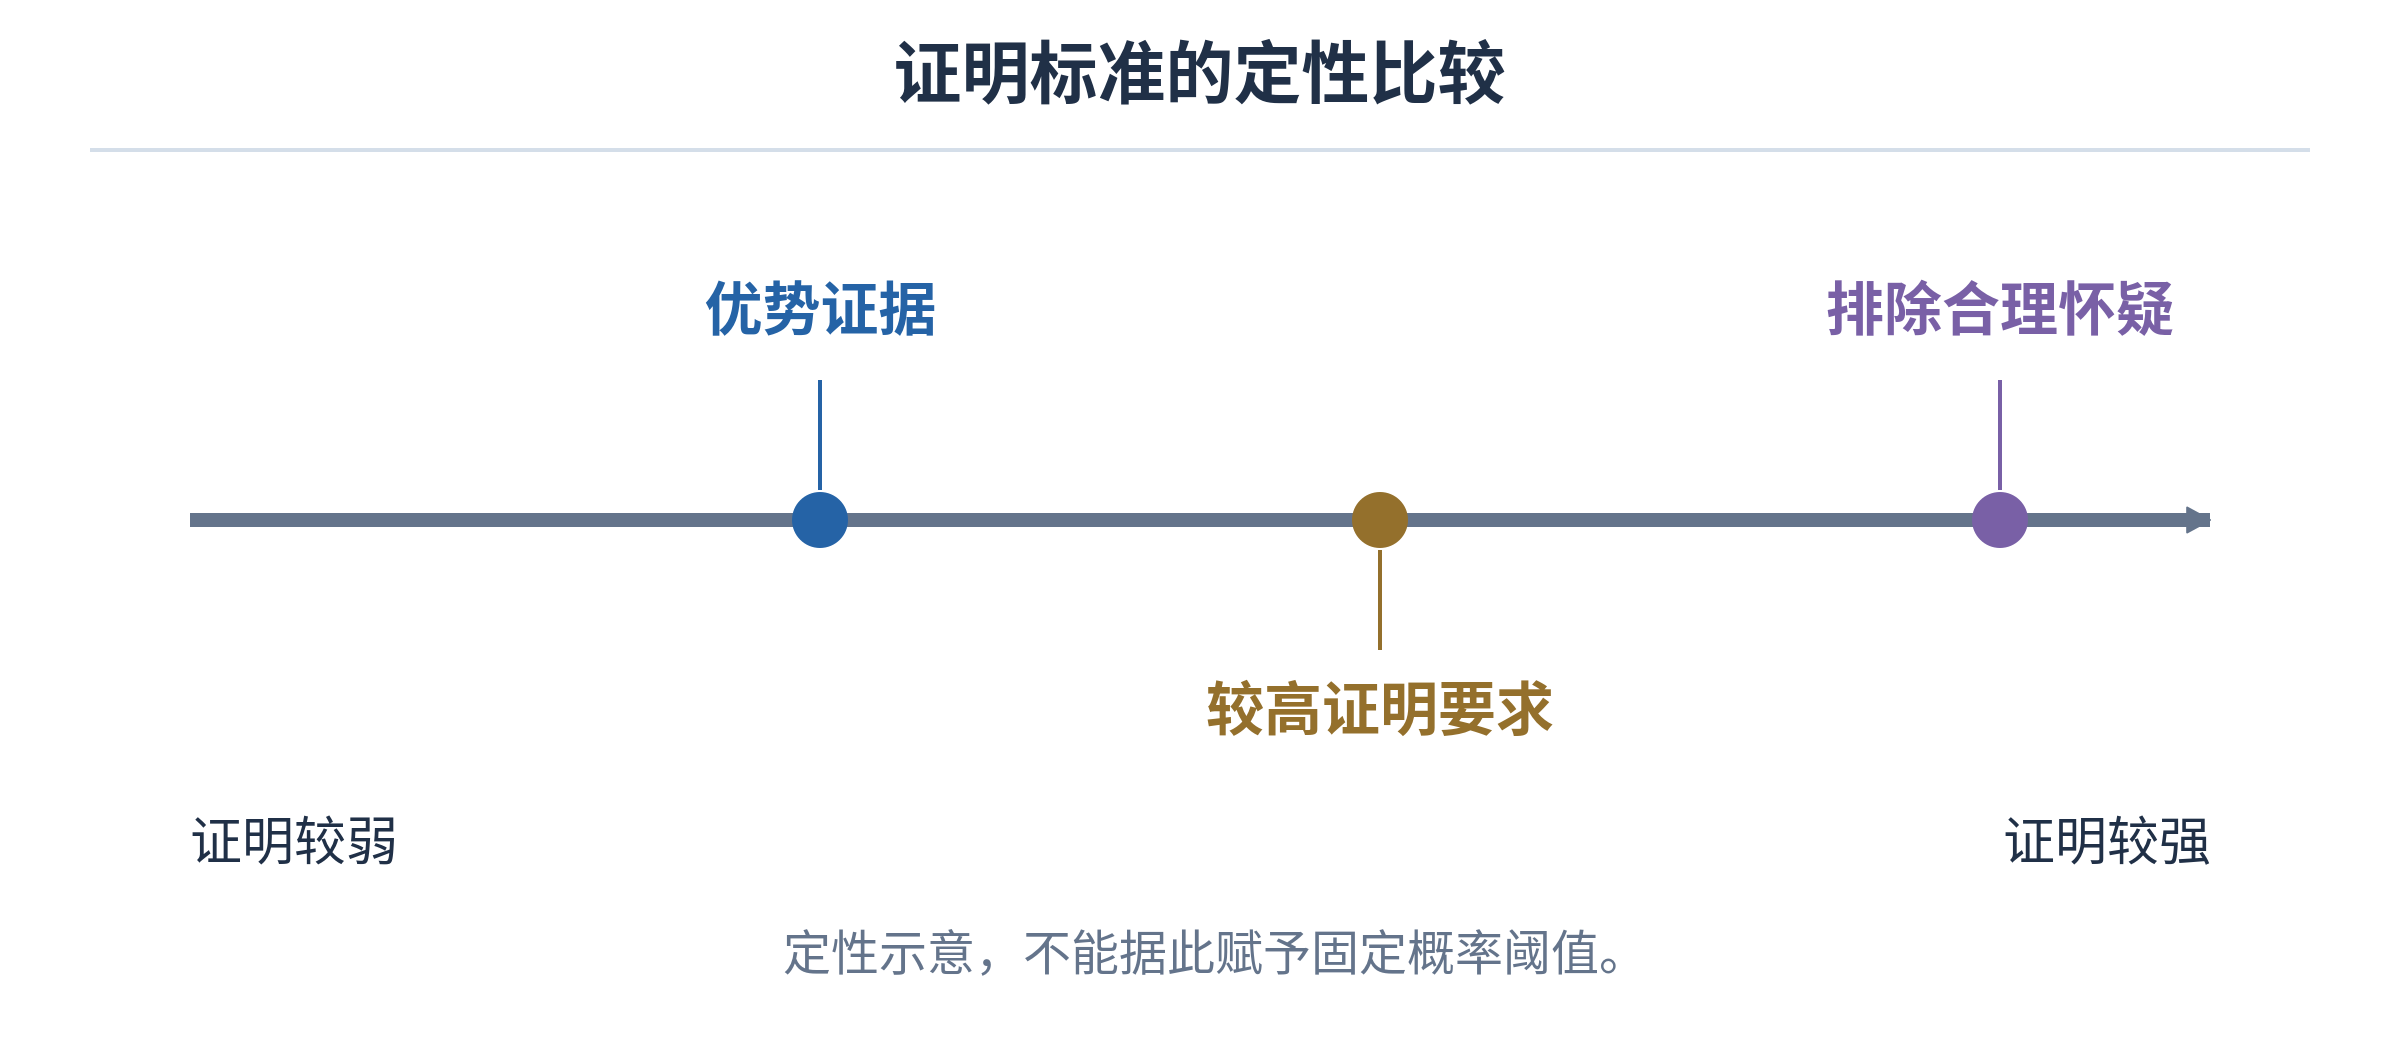 证明标准的定性比较
优势证据
排除合理怀疑
较高证明要求
证明较弱
证明较强
定性示意，不能据此赋予固定概率阈值。